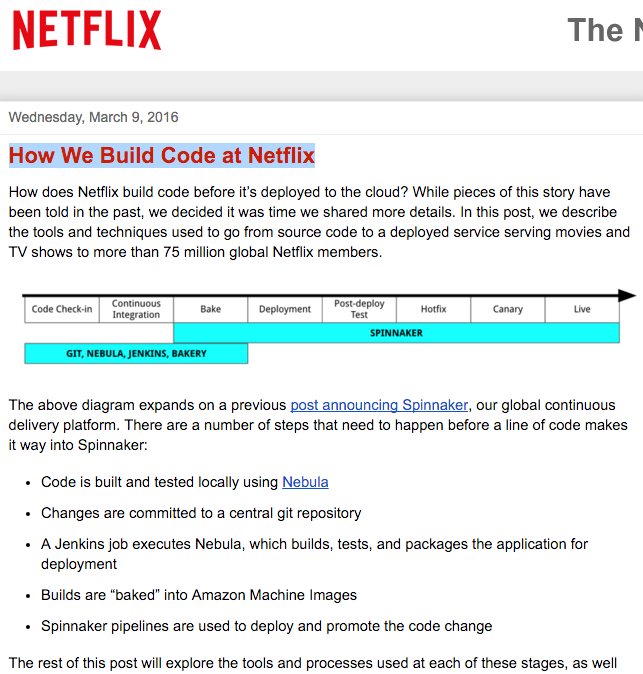 NETFLIX
The
Wednesday, March 9, 2016
How We Build Code at Netflix
How does Netflix build code before it’s deployed to the cloud? While pieces of this story have
been told in the past, we decided it was time we shared more details. In this post, we describe
the tools and techniques used to go from source code to a deployed service serving movies and
TV shows to more than 75 million global Netflix members.
Code Check-in Continuous Integration Bake Deployment Post-deploy Test Hotfix Canary Live
SPINNAKER
GIT, NEBULA, JENKINS, BAKERY
The above diagram expands on a previous post announcing Spinnaker, our global continuous
delivery platform. There are a number of steps that need to happen before a line of code makes
it way into Spinnaker:
• Code is built and tested locally using Nebula
• Changes are committed to a central git repository
• A Jenkins job executes Nebula, which builds, tests, and packages the application for
deployment
• Builds are “baked” into Amazon Machine Images
• Spinnaker pipelines are used to deploy and promote the code change
The rest of this post will explore the tools and processes used at each of these stages, as well